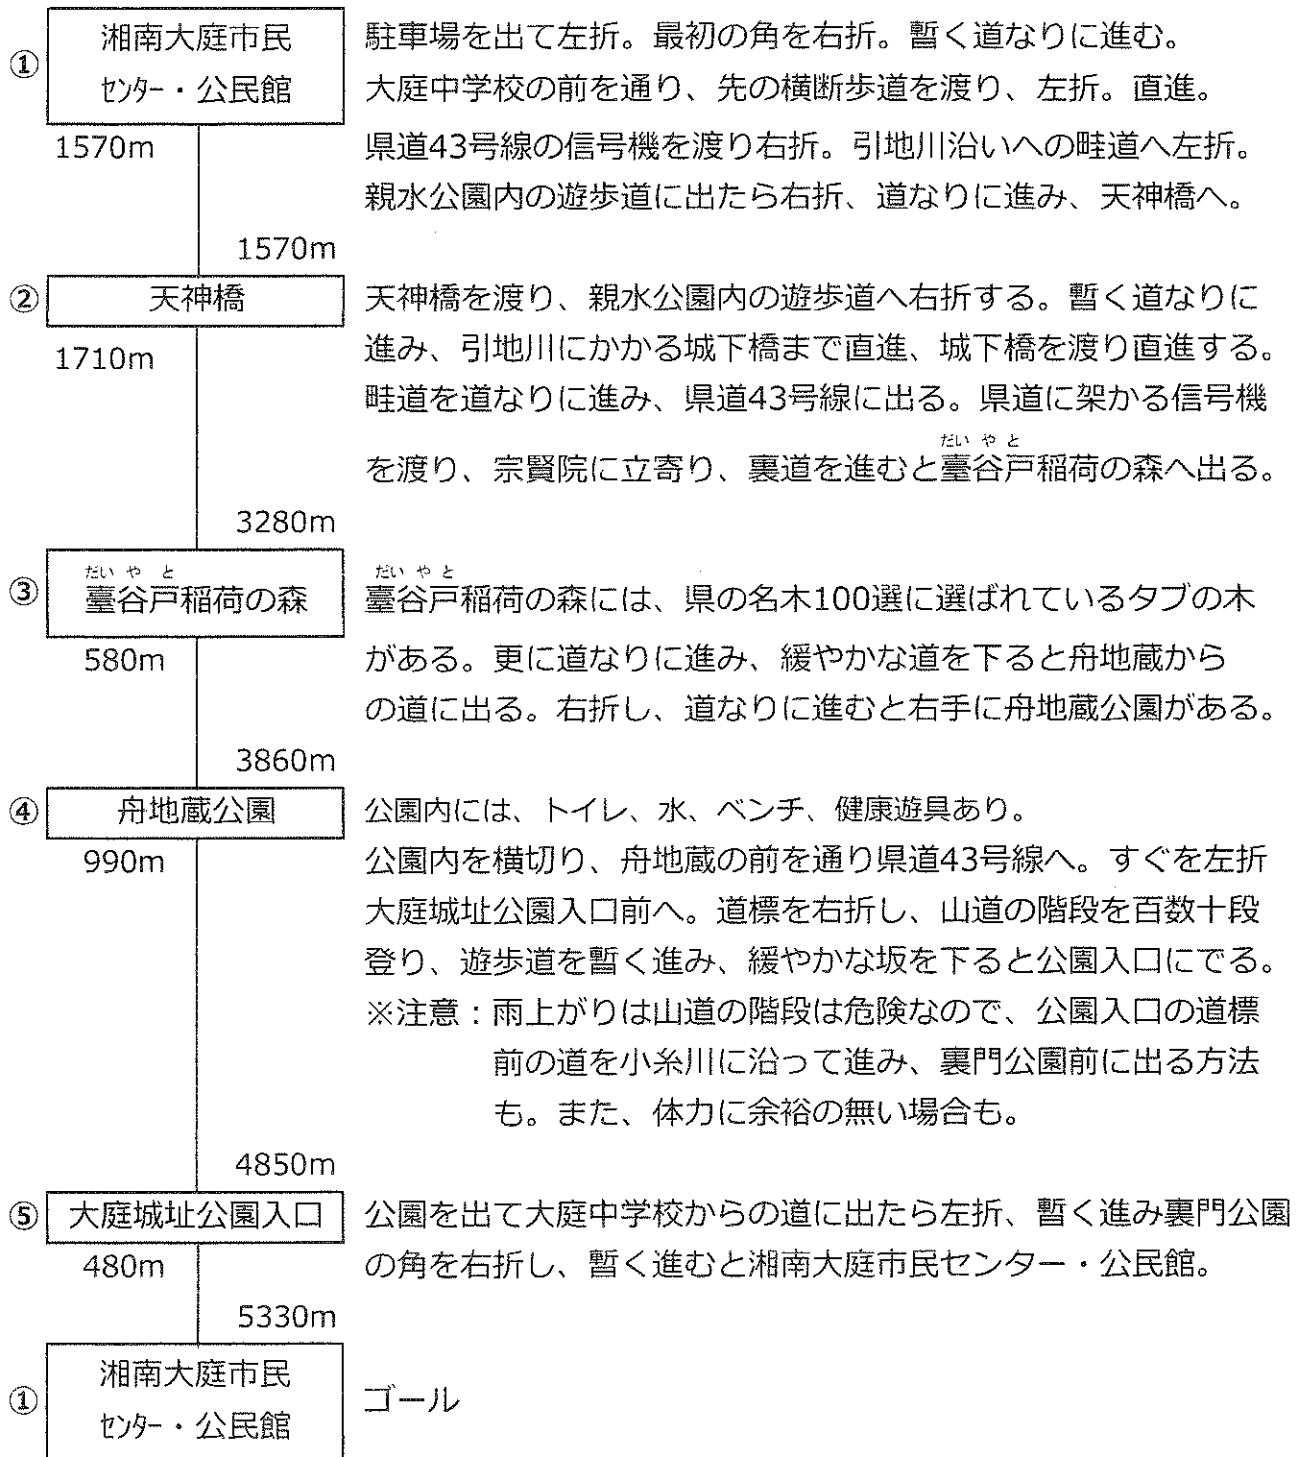 ① 湘南大庭市民
ｾﾝﾀｰ・公民館
駐車場を出て左折。最初の角を右折。暫く道なりに進む。
大庭中学校の前を通り、先の横断歩道を渡り、左折。直進。
1570m
県道43号線の信号機を渡り右折。引地川沿いへの畦道へ左折。
親水公園内の遊歩道に出たら右折、道なりに進み、天神橋へ。
1570m
② 天神橋
天神橋を渡り、親水公園内の遊歩道へ右折する。暫く道なりに
1710m
進み、引地川にかかる城下橋まで直進、城下橋を渡り直進する。
畦道を道なりに進み、県道43号線に出る。県道に架かる信号機
だい や と
を渡り、宗賢院に立寄り、裏道を進むと臺谷戸稲荷の森へ出る。
3280m
だい や と
③ 臺谷戸稲荷の森
だい や と
臺谷戸稲荷の森には、県の名木100選に選ばれているタブの木
580m
がある。更に道なりに進み、緩やかな道を下ると舟地蔵から
の道に出る。右折し、道なりに進むと右手に舟地蔵公園がある。
3860m
④ 舟地蔵公園
公園内には、トイレ、水、ベンチ、健康遊具あり。
990m
公園内を横切り、舟地蔵の前を通り県道43号線へ。すぐを左折
大庭城址公園入口前へ。道標を右折し、山道の階段を百数十段
登り、遊歩道を暫く進み、緩やかな坂を下ると公園入口にでる。
※注意：雨上がりは山道の階段は危険なので、公園入口の道標
前の道を小糸川に沿って進み、裏門公園前に出る方法
も。また、体力に余裕の無い場合も。
4850m
⑤ 大庭城址公園入口
公園を出て大庭中学校からの道に出たら左折、暫く進み裏門公園
480m
の角を右折し、暫く進むと湘南大庭市民センター・公民館。
5330m
① 湘南大庭市民
ｾﾝﾀｰ・公民館
ゴール